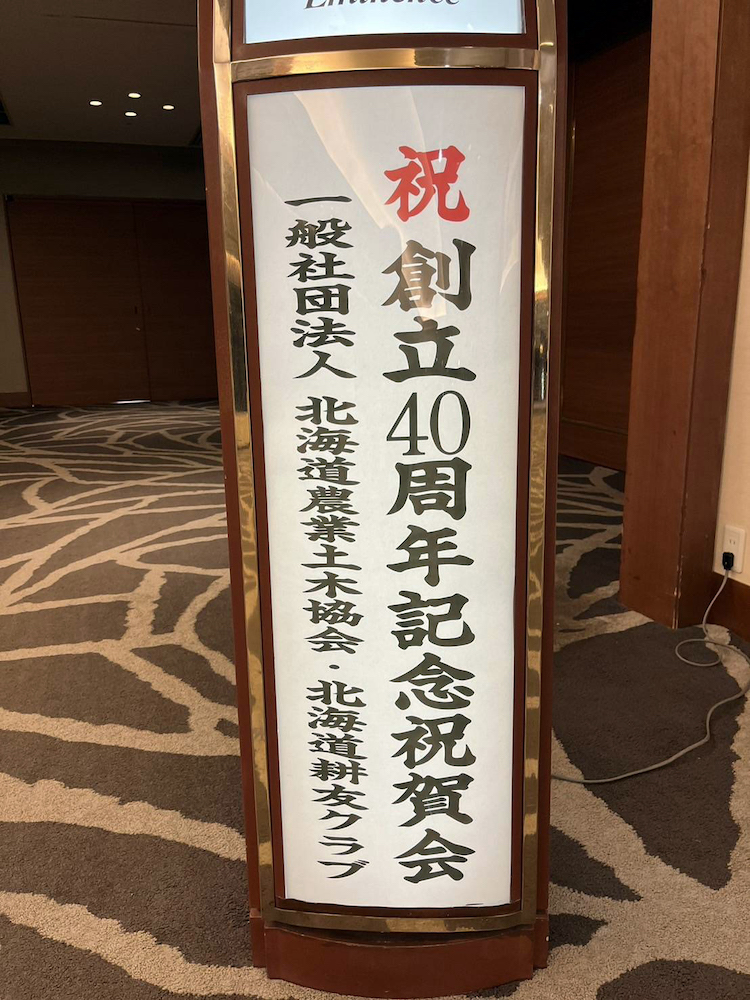 Eminence
祝 創立40周年記念祝賀会
一般社団法人 北海道農業土木協会・北海道耕友クラブ